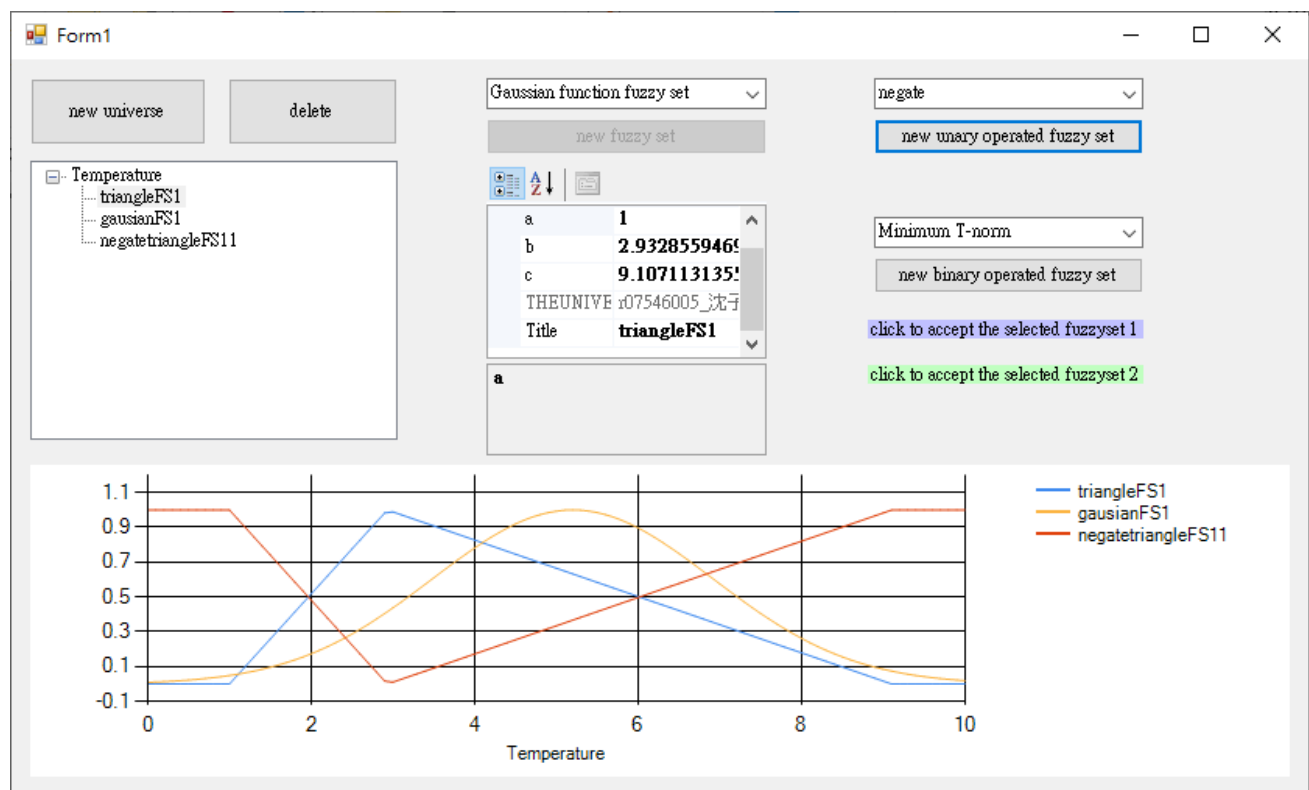 Form1
new universe
delete
Gaussian function fuzzy set
negate
new fuzzy set
new unary operated fuzzy set
Temperature
triangleFS1
gausianFS1
negatetriangleFS11
a 1
b 2.932855946
c 9.107113135
THEUNIVE r07546005_沈子
Title triangleFS1
a
Minimum T-norm
new binary operated fuzzy set
click to accept the selected fuzzyset 1
click to accept the selected fuzzyset 2
1.1
0.9
0.7
0.5
0.3
0.1
-0.1
0 2 4 6 8 10
Temperature
triangleFS1
gausianFS1
negatetriangleFS11